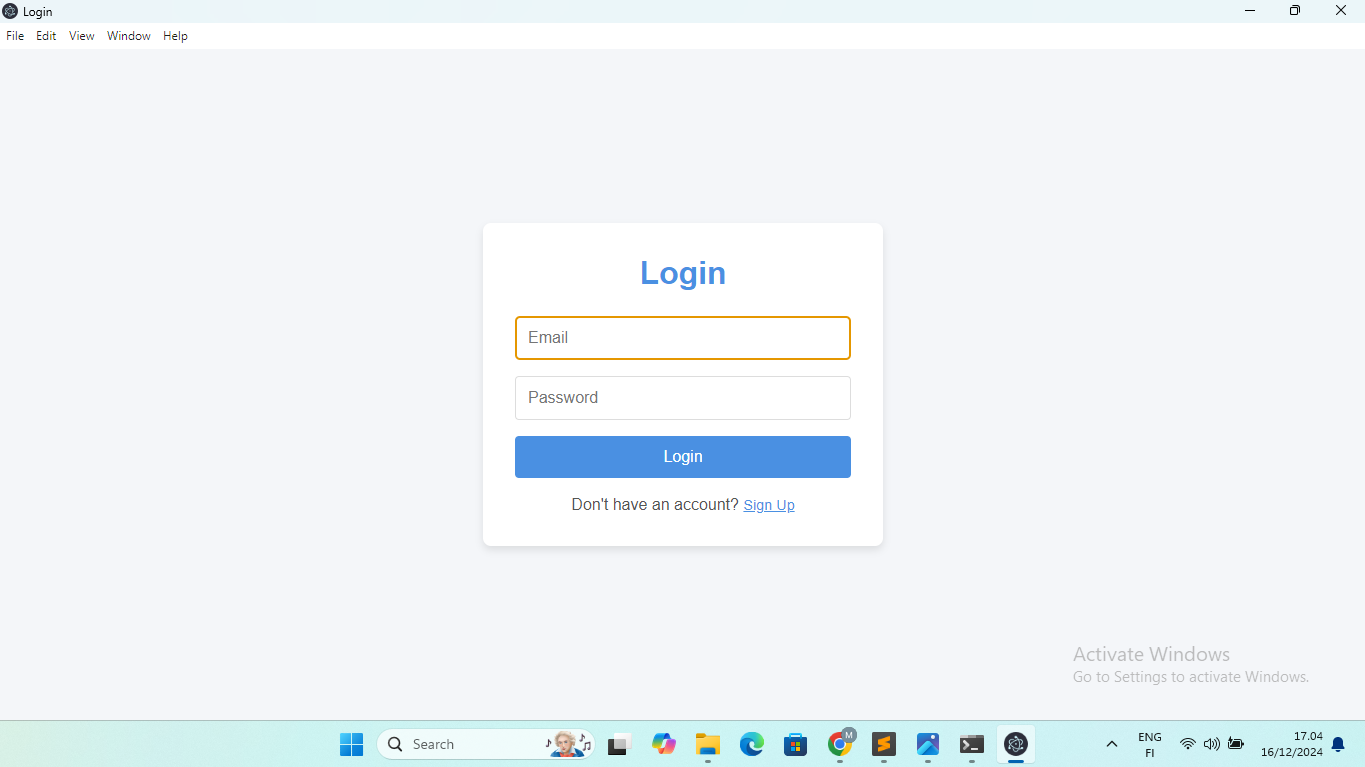 Login
File Edit View Window Help
Login
Email
Password
Login
Don't have an account? Sign Up
Activate Windows
Go to Settings to activate Windows.
Search
M
ENG
FI
17.04
16/12/2024